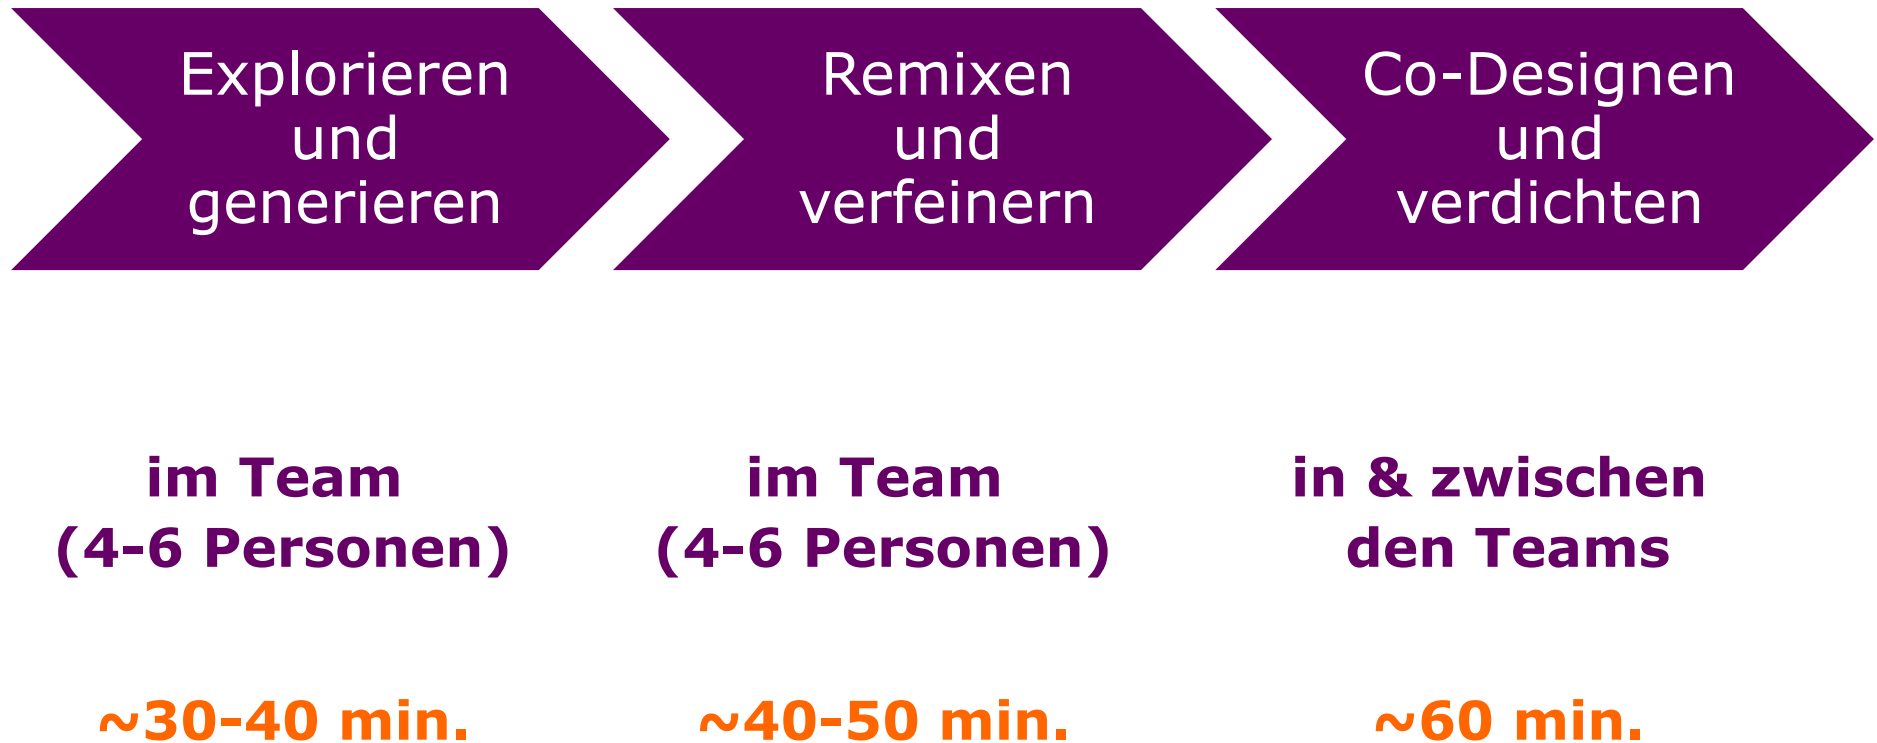 Explorieren
und
generieren
Remixen
und
verfeinern
Co-Designen
und
verdichten
im Team
(4-6 Personen)
im Team
(4-6 Personen)
in & zwischen
den Teams
~30-40 min.
~40-50 min.
~60 min.